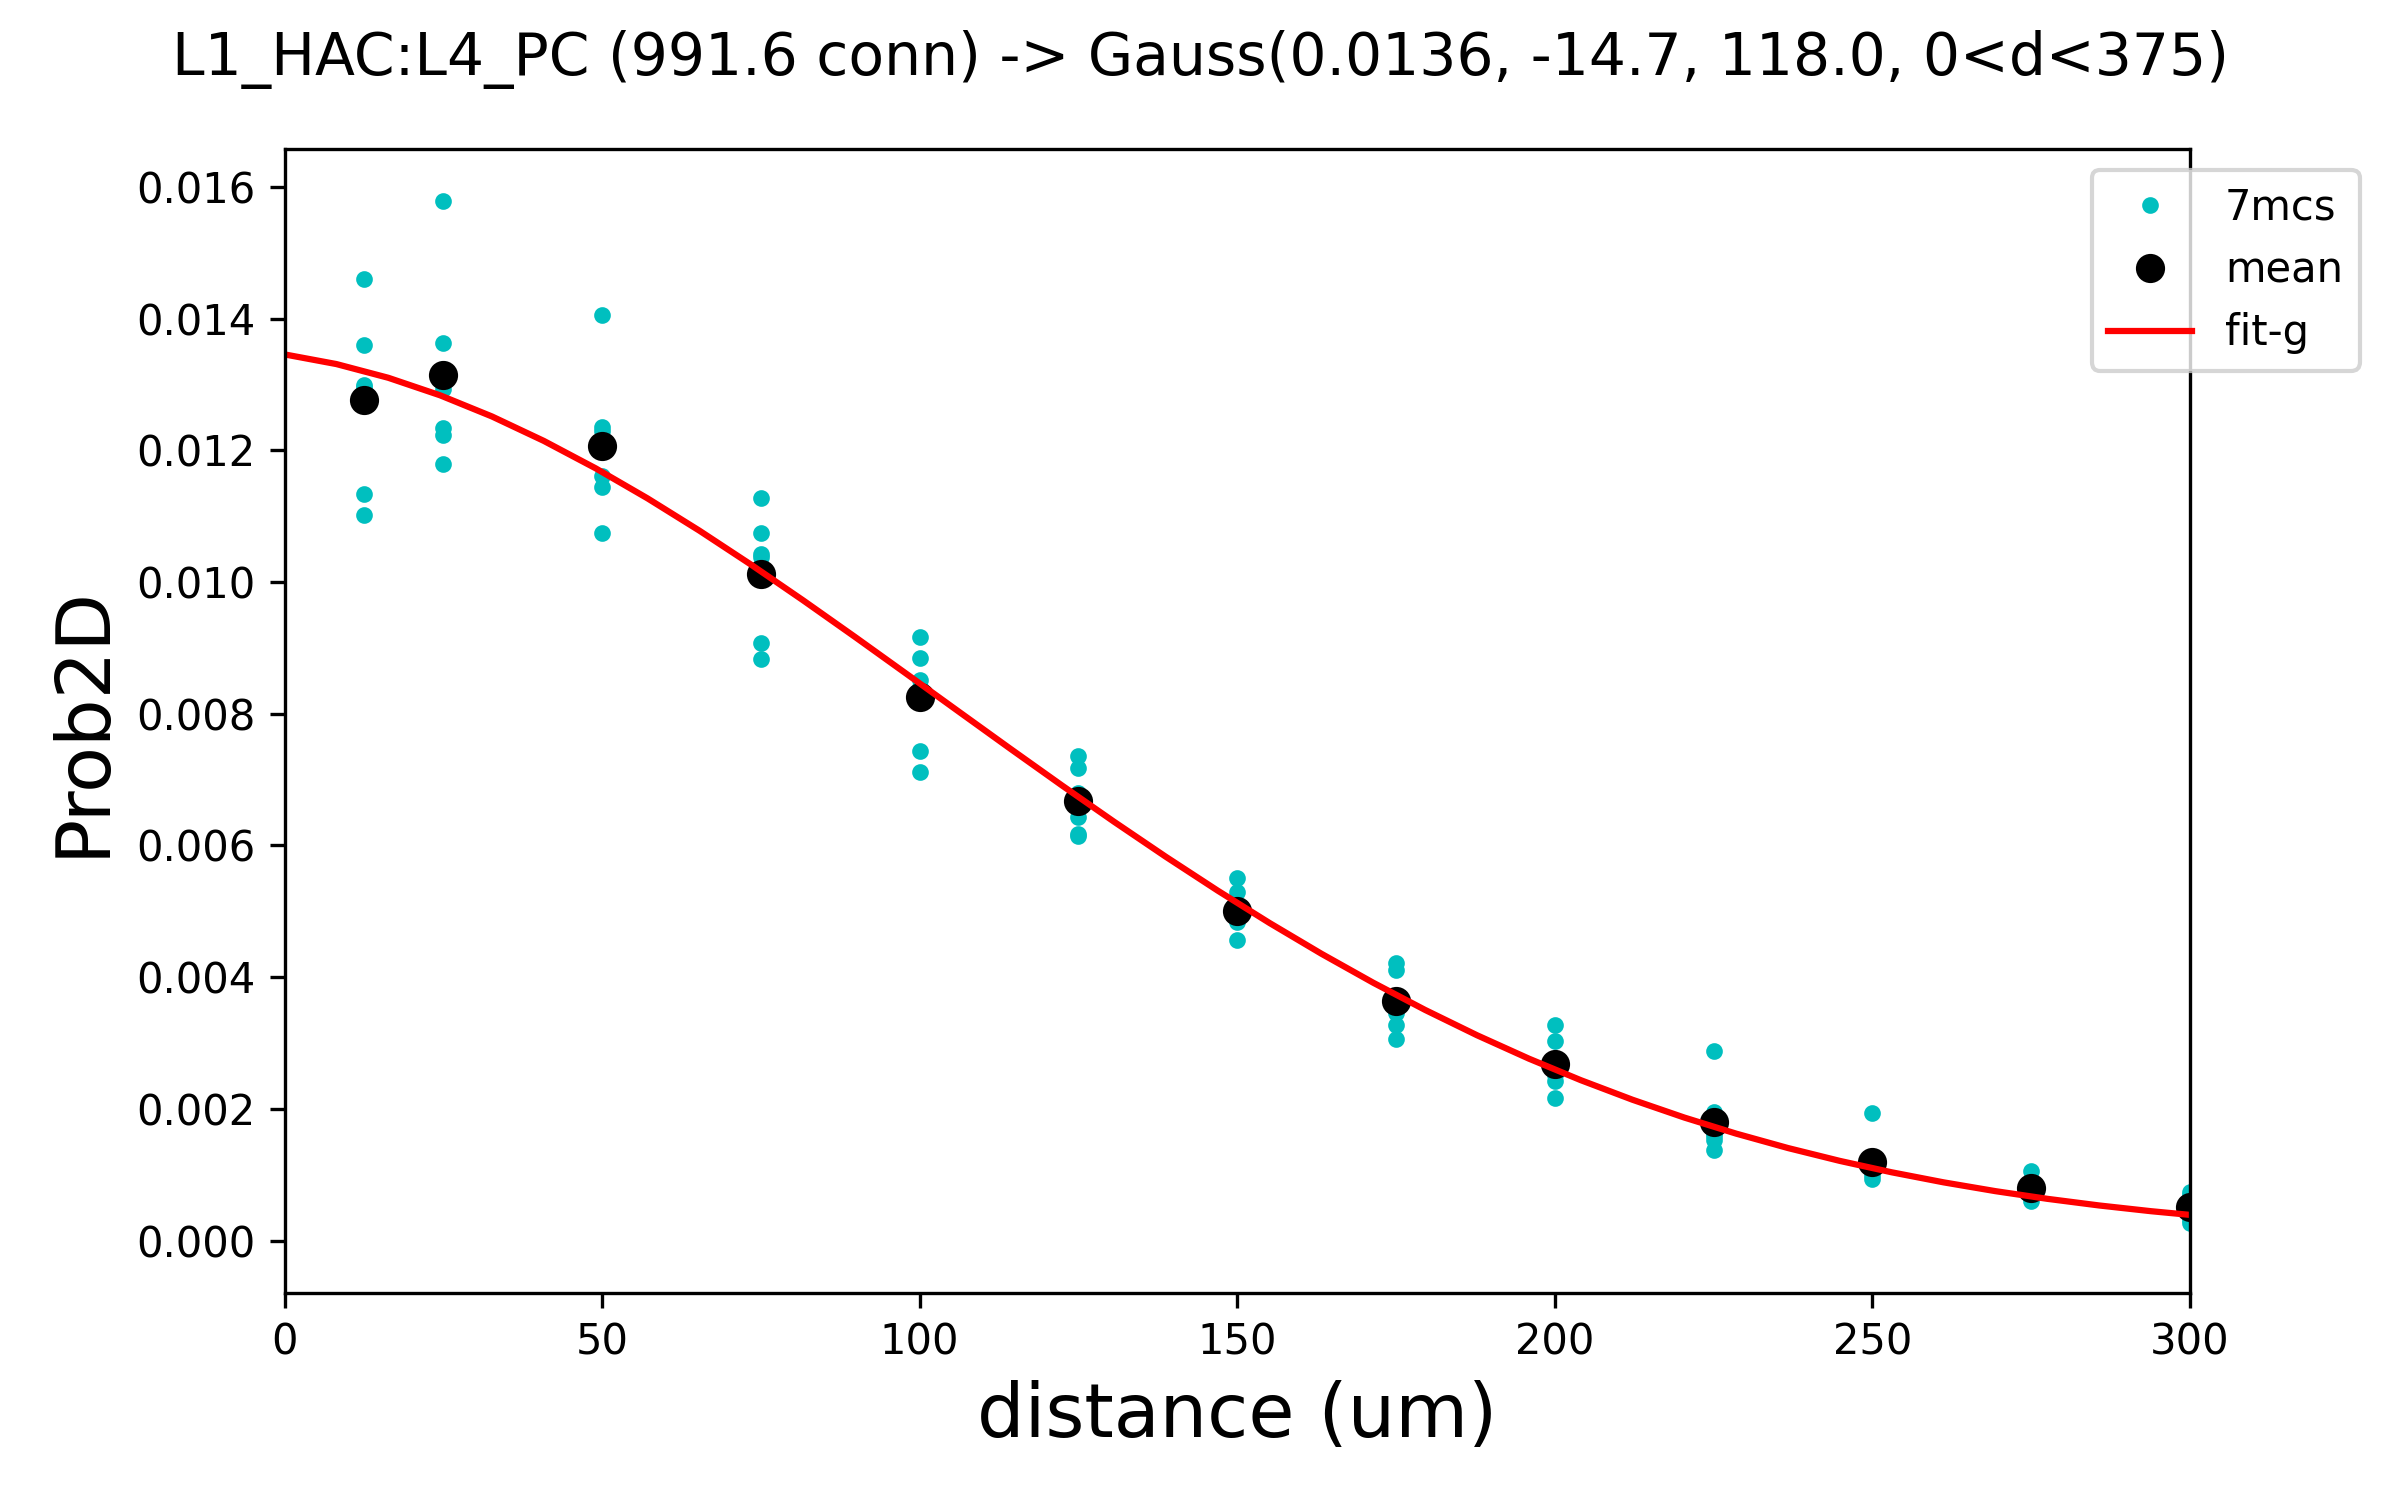 L1_HAC:L4_PC (991.6 conn) -> Gauss(0.0136, -14.7, 118.0, 0<d<375)
7mcs
mean
fit-g
0.016
0.014
0.012
0.010
0.008
0.006
0.004
0.002
0.000
Prob2D
0 50 100 150 200 250 300
distance (um)